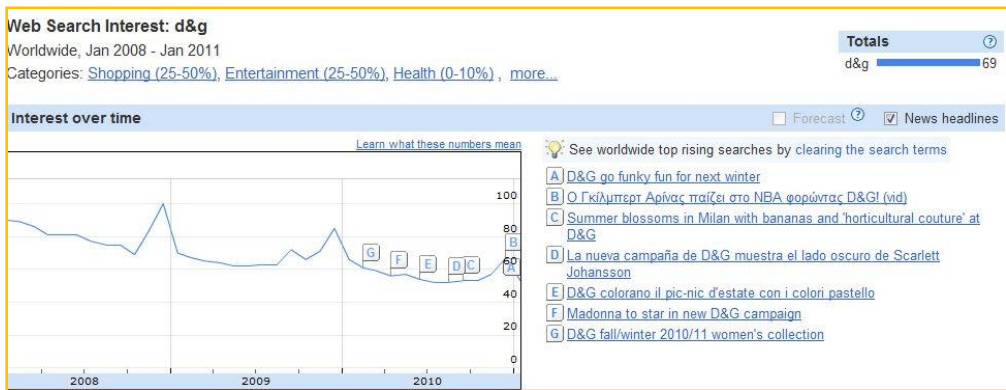 Web Search Interest: d&g
Worldwide, Jan 2008 - Jan 2011
Categories: Shopping (25-50%), Entertainment (25-50%), Health (0-10%) , more...
Totals ?
d&g 69
Interest over time
Forecast ? News headlines
Learn what these numbers mean
100
80
60
40
20
0
G
F
E
D
C
B
A
2008 2009 2010
See worldwide top rising searches by clearing the search terms
A D&G go funky fun for next winter
B Ο Γκίλμπερτ Αρίνας παίζει στο NBA φορώντας D&G! (vid)
C Summer blossoms in Milan with bananas and 'horticultural couture' at
D&G
D La nueva campaña de D&G muestra el lado oscuro de Scarlett
Johansson
E D&G colorano il pic-nic d'estate con i colori pastello
F Madonna to star in new D&G campaign
G D&G fall/winter 2010/11 women's collection